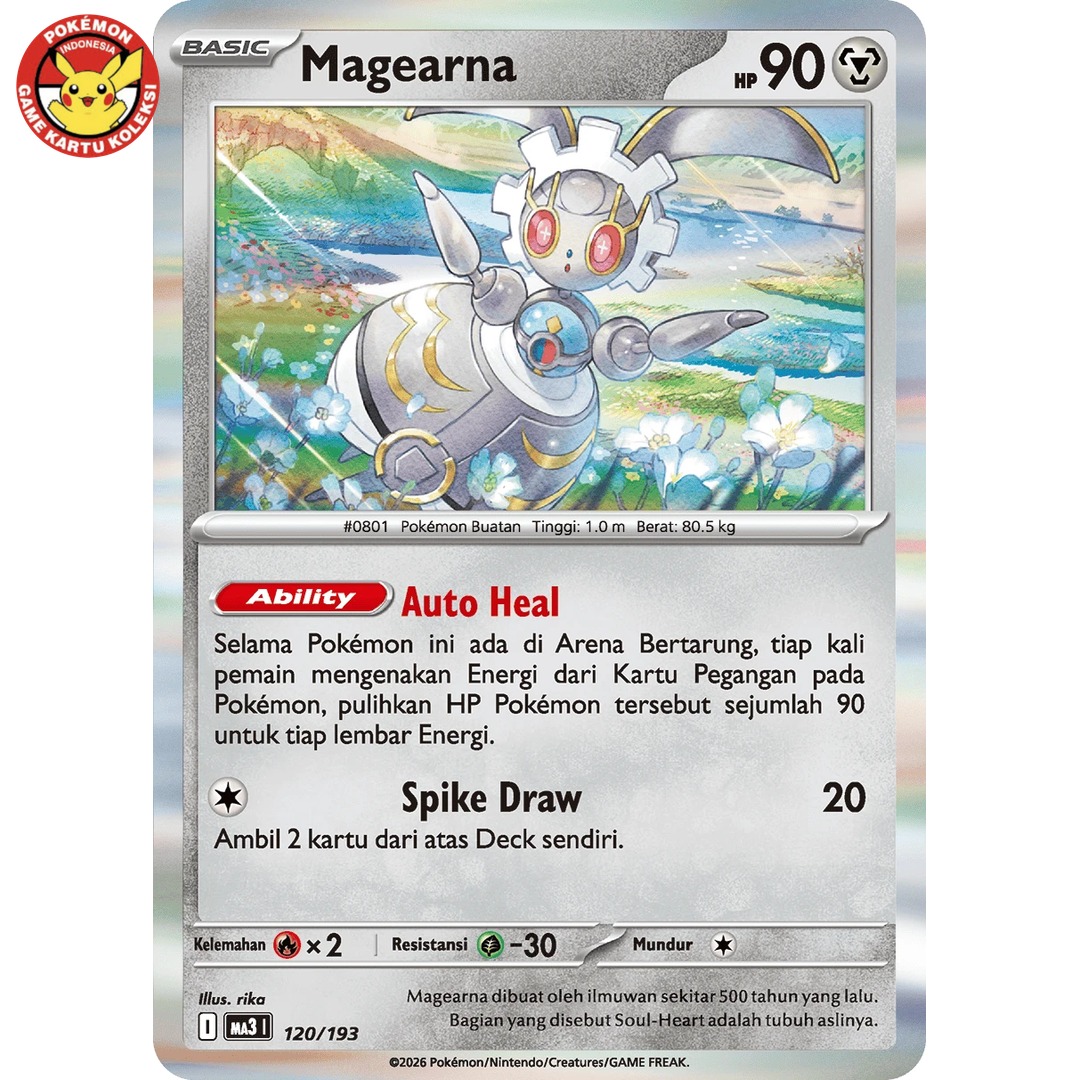 POKÉMON
INDONESIA
GAME KARTU KOLEKSI
BASIC
Magearna
HP 90
#0801 Pokémon Buatan Tinggi: 1.0 m Berat: 80.5 kg
Ability Auto Heal
Selama Pokémon ini ada di Arena Bertarung, tiap kali
pemain mengenakan Energi dari Kartu Pegangan pada
Pokémon, pulihkan HP Pokémon tersebut sejumlah 90
untuk tiap lembar Energi.
Spike Draw 20
Ambil 2 kartu dari atas Deck sendiri.
Kelemahan ×2 Resistansi -30 Mundur
Illus. rika
Magearna dibuat oleh ilmuwan sekitar 500 tahun yang lalu.
Bagian yang disebut Soul-Heart adalah tubuh aslinya.
I MA3 I 120/193
©2026 Pokémon/Nintendo/Creatures/GAME FREAK.